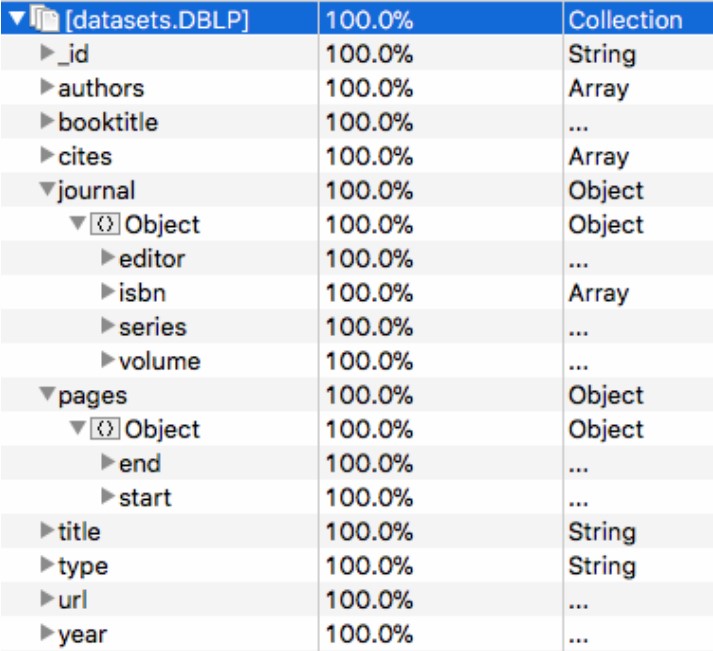 [datasets.DBLP] 100.0% Collection
_id 100.0% String
authors 100.0% Array
booktitle 100.0% ...
cites 100.0% Array
journal 100.0% Object
Object 100.0% Object
editor 100.0% ...
isbn 100.0% Array
series 100.0% ...
volume 100.0% ...
pages 100.0% Object
Object 100.0% Object
end 100.0% ...
start 100.0% ...
title 100.0% String
type 100.0% String
url 100.0% ...
year 100.0% ...